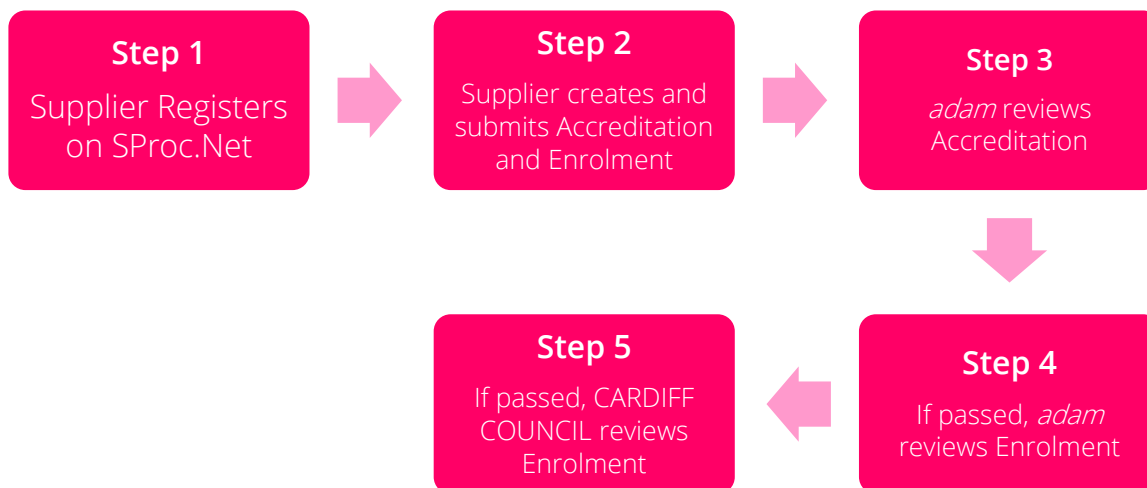 Step 1
Supplier Registers
on SProc.Net
Step 2
Supplier creates and
submits Accreditation
and Enrolment
Step 3
adam reviews
Accreditation
Step 4
If passed, adam
reviews Enrolment
Step 5
If passed, CARDIFF
COUNCIL reviews
Enrolment